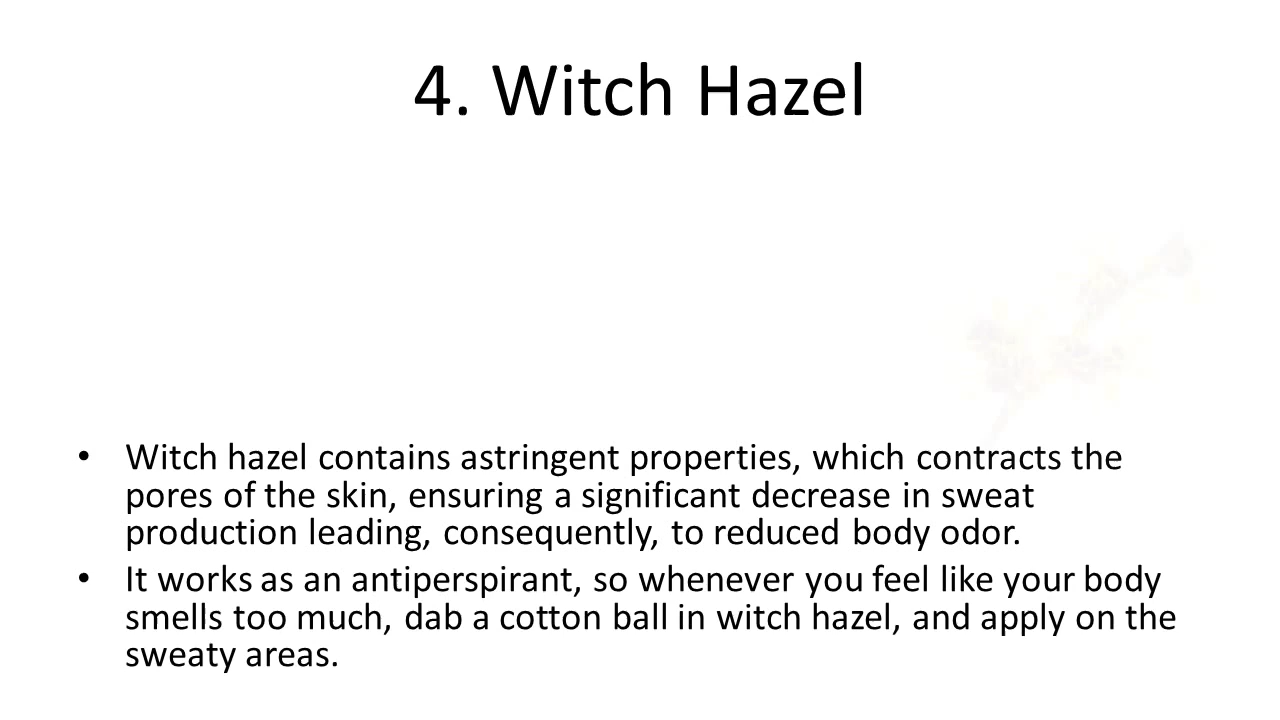 4. Witch Hazel
• Witch hazel contains astringent properties, which contracts the
pores of the skin, ensuring a significant decrease in sweat
production leading, consequently, to reduced body odor.
• It works as an antiperspirant, so whenever you feel like your body
smells too much, dab a cotton ball in witch hazel, and apply on the
sweaty areas.